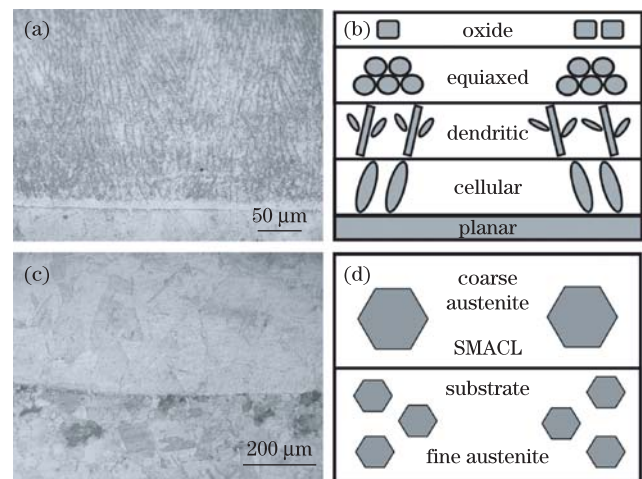 (a)
50 μm
(b)
oxide
equiaxed
dendritic
cellular
planar
(c)
200 μm
(d)
coarse
austenite
SMACL
substrate
fine austenite